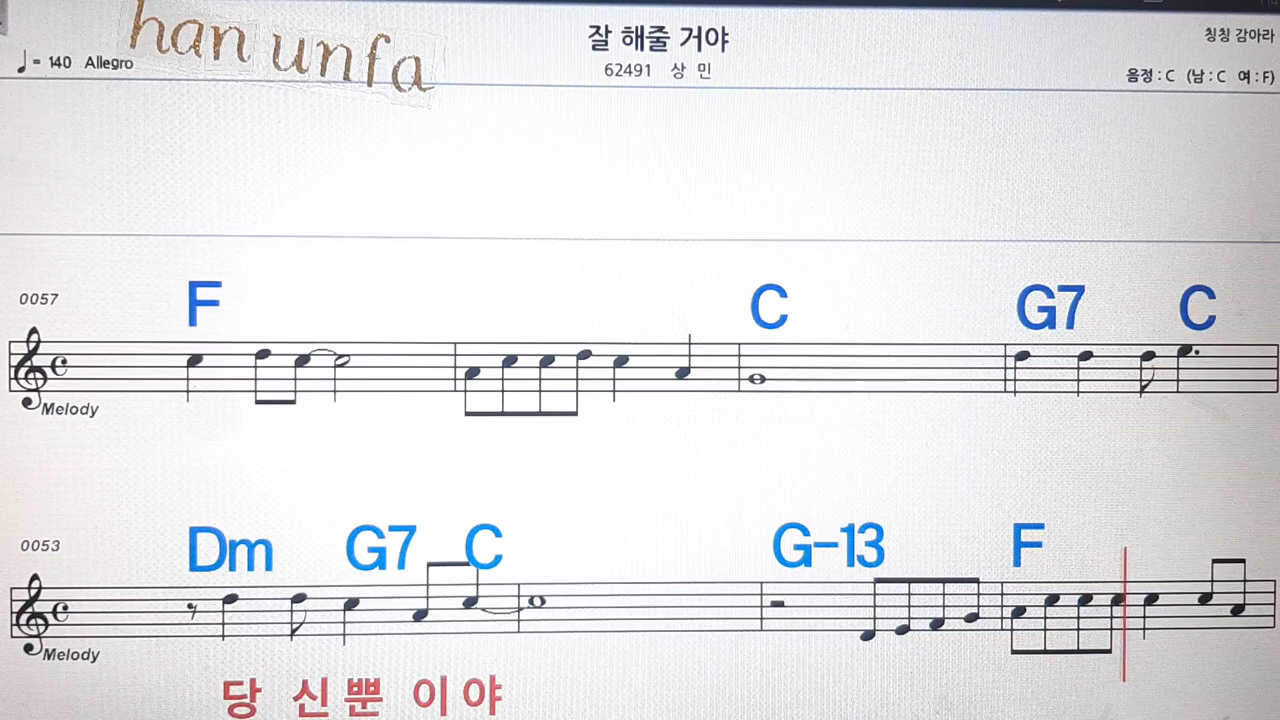 han unfa
잘 해줄 거야
칭칭 감아라
♩= 140 Allegro
62491 상 민
음정 : C (남 : C 여 : F)
0057
F C G7 C
Melody
0053
Dm G7 C G-13 F
Melody
당 신 뿐 이 야